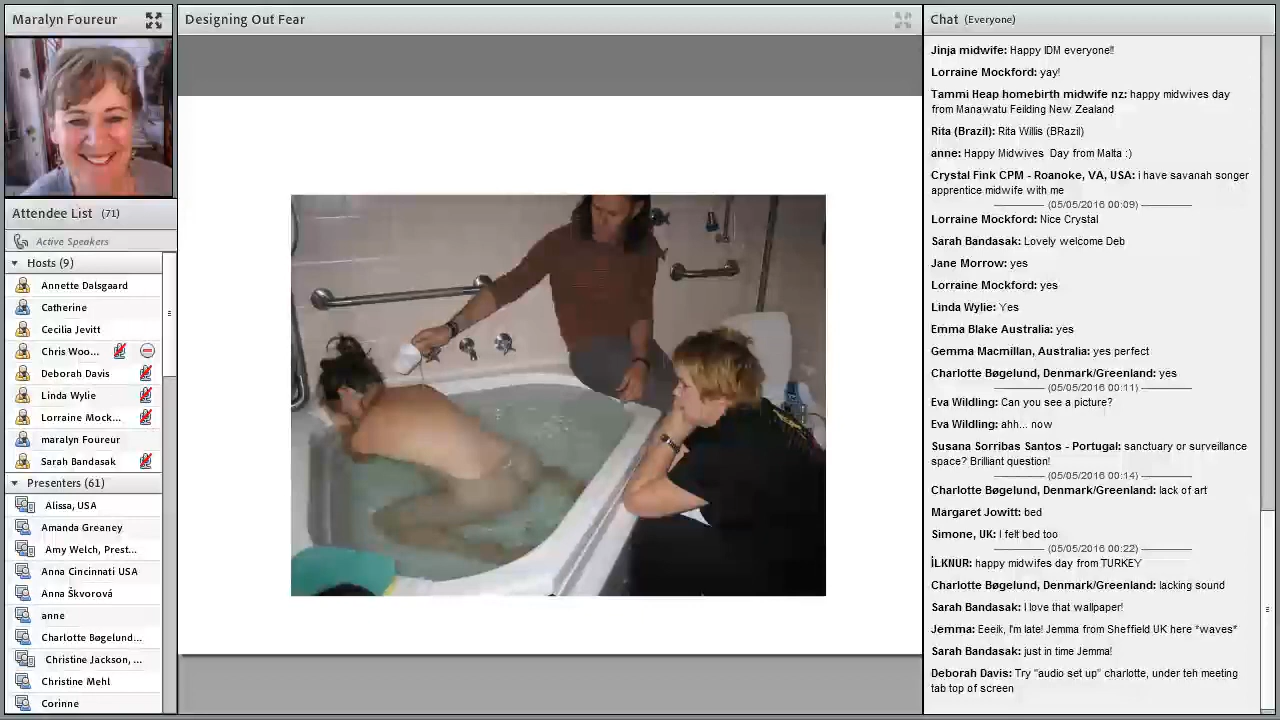 Maralyn Foureur
Attendee List (71)
Active Speakers
Hosts (9)
Annette Dalsgaard
Catherine
Cecilia Jevitt
Chris Woo...
Deborah Davis
Linda Wylie
Lorraine Mock...
maralyn Foureur
Sarah Bandasak
Presenters (61)
Alissa, USA
Amanda Greaney
Amy Welch, Prest...
Anna Cincinnati USA
Anna Škvorová
anne
Charlotte Bøgelund...
Christine Jackson, ...
Christine Mehl
Corinne
Designing Out Fear
Chat (Everyone)
Jinja midwife: Happy IDM everyone!!
Lorraine Mockford: yay!
Tammi Heap homebirth midwife nz: happy midwives day
from Manawatu Feilding New Zealand
Rita (Brazil): Rita Willis (BRazil)
anne: Happy Midwives Day from Malta :)
Crystal Fink CPM - Roanoke, VA, USA: i have savanah songer
apprentice midwife with me
(05/05/2016 00:09)
Lorraine Mockford: Nice Crystal
Sarah Bandasak: Lovely welcome Deb
Jane Morrow: yes
Lorraine Mockford: yes
Linda Wylie: Yes
Emma Blake Australia: yes
Gemma Macmillan, Australia: yes perfect
Charlotte Bøgelund, Denmark/Greenland: yes
(05/05/2016 00:11)
Eva Wildling: Can you see a picture?
Eva Wildling: ahh... now
Susana Sorribas Santos - Portugal: sanctuary or surveillance
space? Brilliant question!
(05/05/2016 00:14)
Charlotte Bøgelund, Denmark/Greenland: lack of art
Margaret Jowitt: bed
Simone, UK: I felt bed too
(05/05/2016 00:22)
İLKNUR: happy midwifes day from TURKEY
Charlotte Bøgelund, Denmark/Greenland: lacking sound
Sarah Bandasak: I love that wallpaper!
Jemma: Eeeik, I'm late! Jemma from Sheffield UK here *waves*
Sarah Bandasak: just in time Jemma!
Deborah Davis: Try "audio set up" charlotte, under teh meeting
tab top of screen